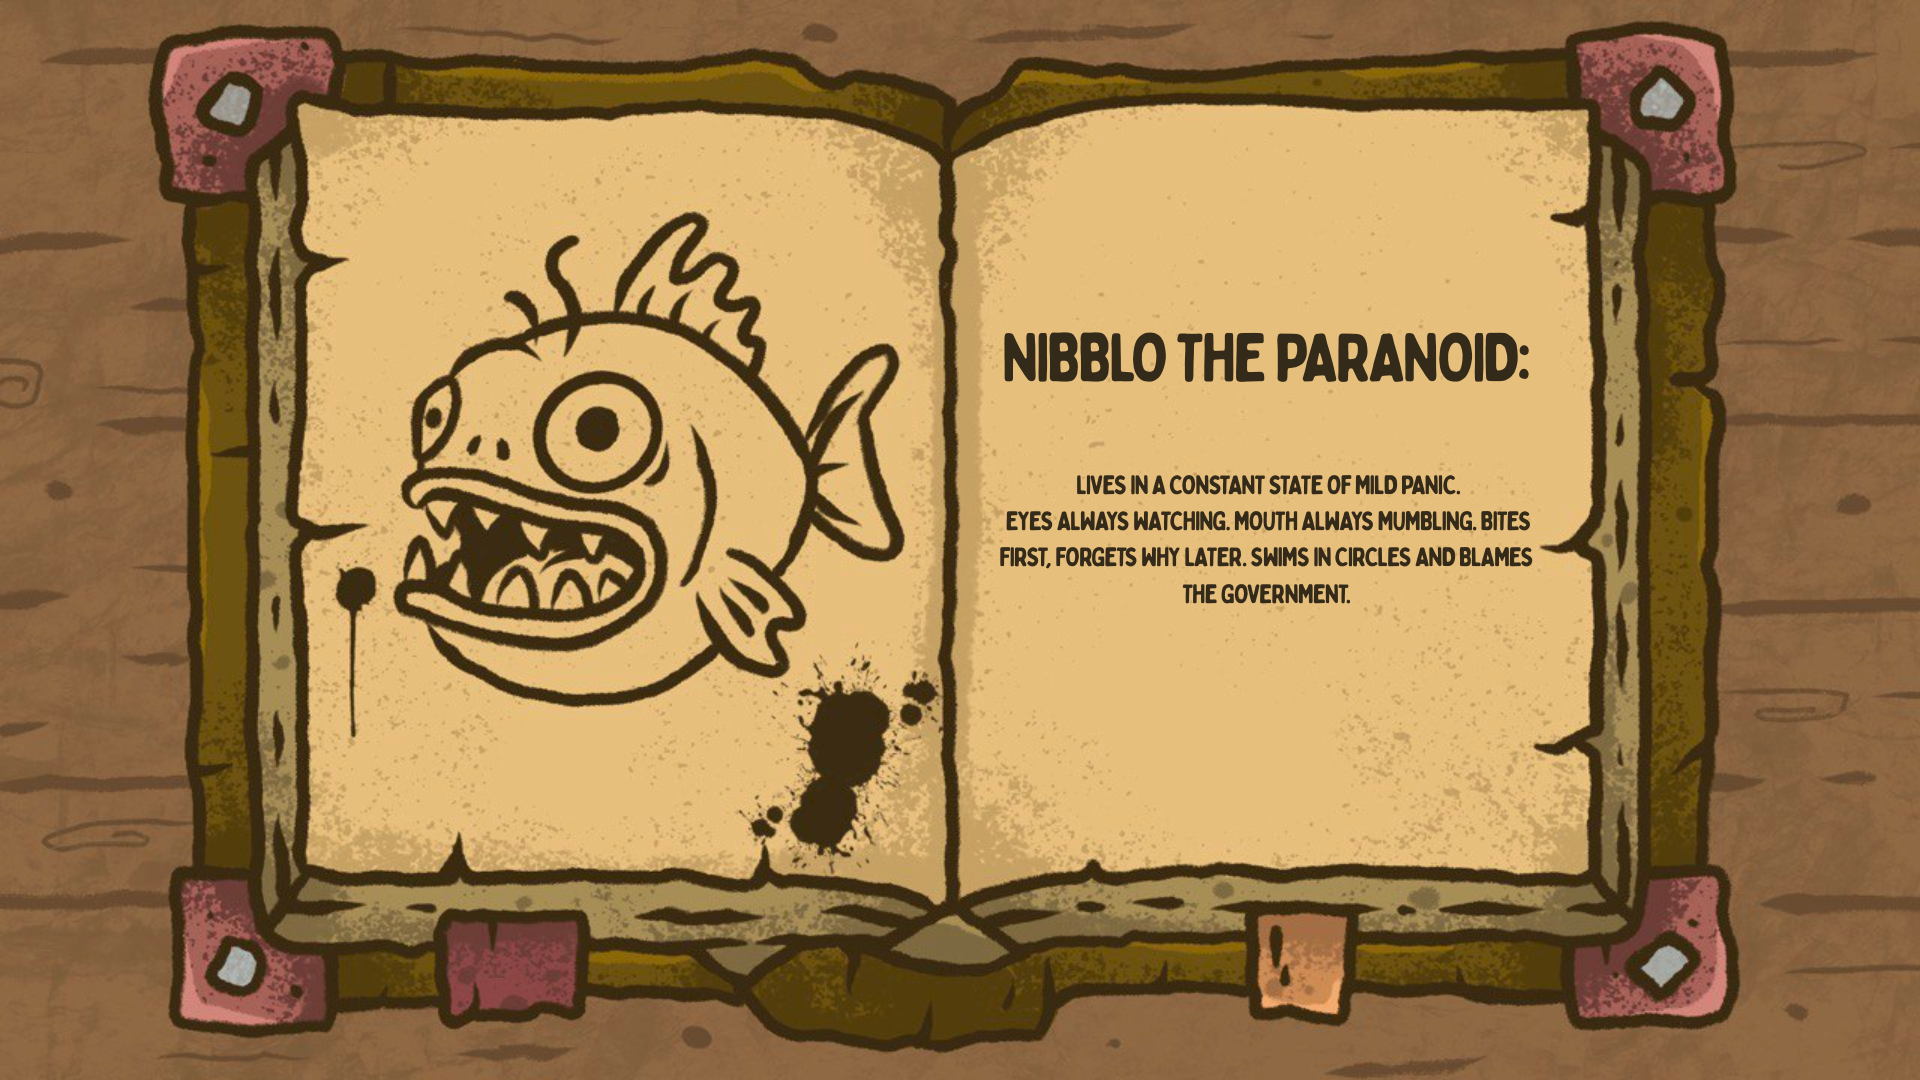 NIBBLO THE PARANOID:
LIVES IN A CONSTANT STATE OF MILD PANIC.
EYES ALWAYS WATCHING. MOUTH ALWAYS MUMBLING. BITES
FIRST, FORGETS WHY LATER. SWIMS IN CIRCLES AND BLAMES
THE GOVERNMENT.